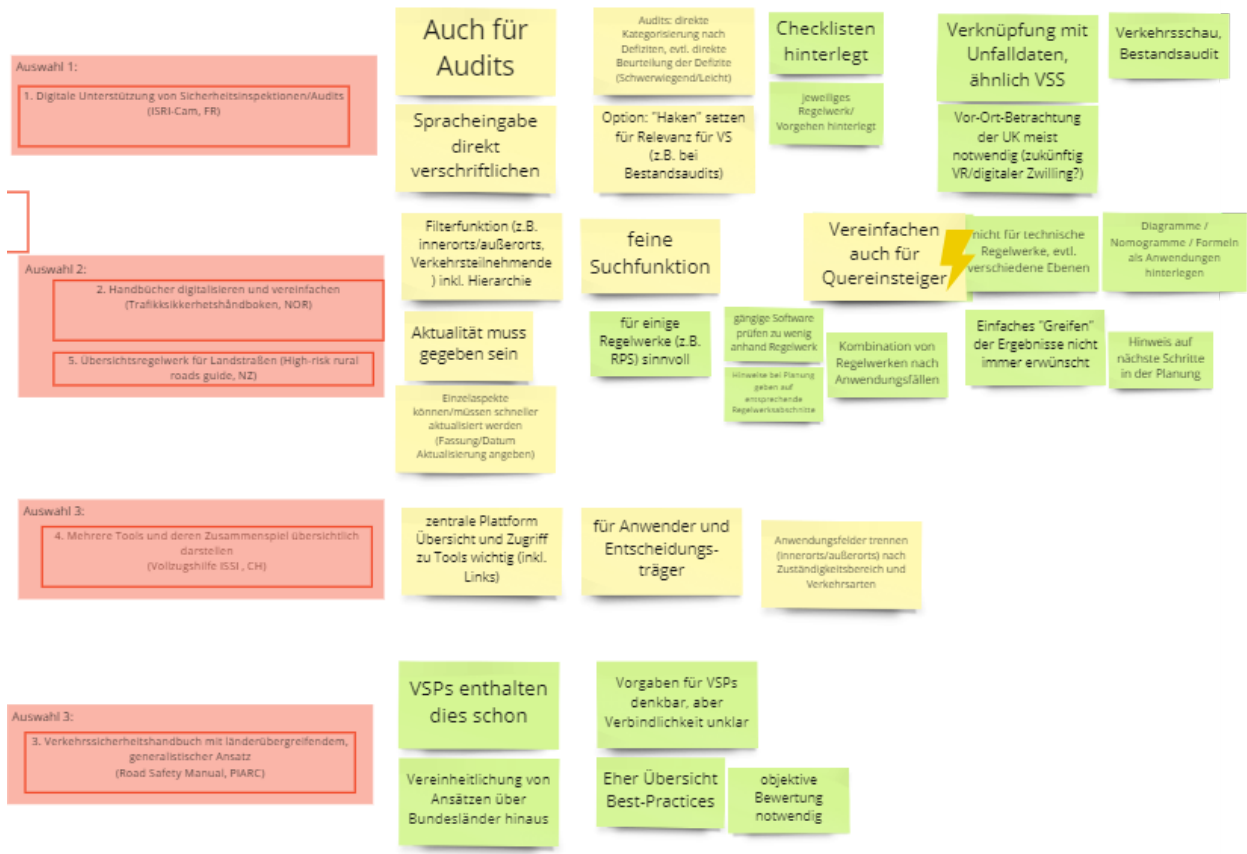 Auswahl 1:
1. Digitale Unterstützung von Sicherheitsinspektionen/Audits
(ISRI-Cam, FR)
Auch für
Audits
Audits: direkte
Kategorisierung nach
Defiziten, evtl. direkte
Beurteilung der Defizite
(Schwerwiegend/Leicht)
Checklisten
hinterlegt
Verknüpfung mit
Unfalldaten,
ähnlich VSS
Verkehrsschau,
Bestandsaudit
Spracheingabe
direkt
verschriftlichen
Option: "Haken" setzen
für Relevanz für VS
(z.B. bei
Bestandsaudits)
jeweiliges
Regelwerk/
Vorgehen hinterlegt
Vor-Ort-Betrachtung
der UK meist
notwendig (zukünftig
VR/digitaler Zwilling?)
Auswahl 2:
2. Handbücher digitalisieren und vereinfachen
(Trafikksikkerhetshåndboken, NOR)
5. Übersichtsregelwerk für Landstraßen (High-risk rural
roads guide, NZ)
Filterfunktion (z.B.
innerorts/außerorts,
Verkehrsteilnehmende
) inkl. Hierarchie
feine
Suchfunktion
Vereinfachen
auch für
Quereinsteiger
nicht für technische
Regelwerke, evtl.
verschiedene Ebenen
Diagramme /
Nomogramme / Formeln
als Anwendungen
hinterlegen
Aktualität muss
gegeben sein
für einige
Regelwerke (z.B.
RPS) sinnvoll
gängige Software
prüfen zu wenig
anhand Regelwerk
Hinweise bei Planung
geben auf
entsprechende
Regelwerksabschnitte
Kombination von
Regelwerken nach
Anwendungsfällen
Einfaches "Greifen"
der Ergebnisse nicht
immer erwünscht
Hinweis auf
nächste Schritte
in der Planung
Einzelaspekte
können/müssen schneller
aktualisiert werden
(Fassung/Datum
Aktualisierung angeben)
Auswahl 3:
4. Mehrere Tools und deren Zusammenspiel übersichtlich
darstellen
(Vollzugshilfe ISSI , CH)
zentrale Plattform
Übersicht und Zugriff
zu Tools wichtig (inkl.
Links)
für Anwender und
Entscheidungs-
träger
Anwendungsfelder trennen
(innerorts/außerorts) nach
Zuständigkeitsbereich und
Verkehrsarten
Auswahl 3:
3. Verkehrssicherheitshandbuch mit länderübergreifendem,
generalistischer Ansatz
(Road Safety Manual, PIARC)
VSPs enthalten
dies schon
Vorgaben für VSPs
denkbar, aber
Verbindlichkeit unklar
Vereinheitlichung von
Ansätzen über
Bundesländer hinaus
Eher Übersicht
Best-Practices
objektive
Bewertung
notwendig